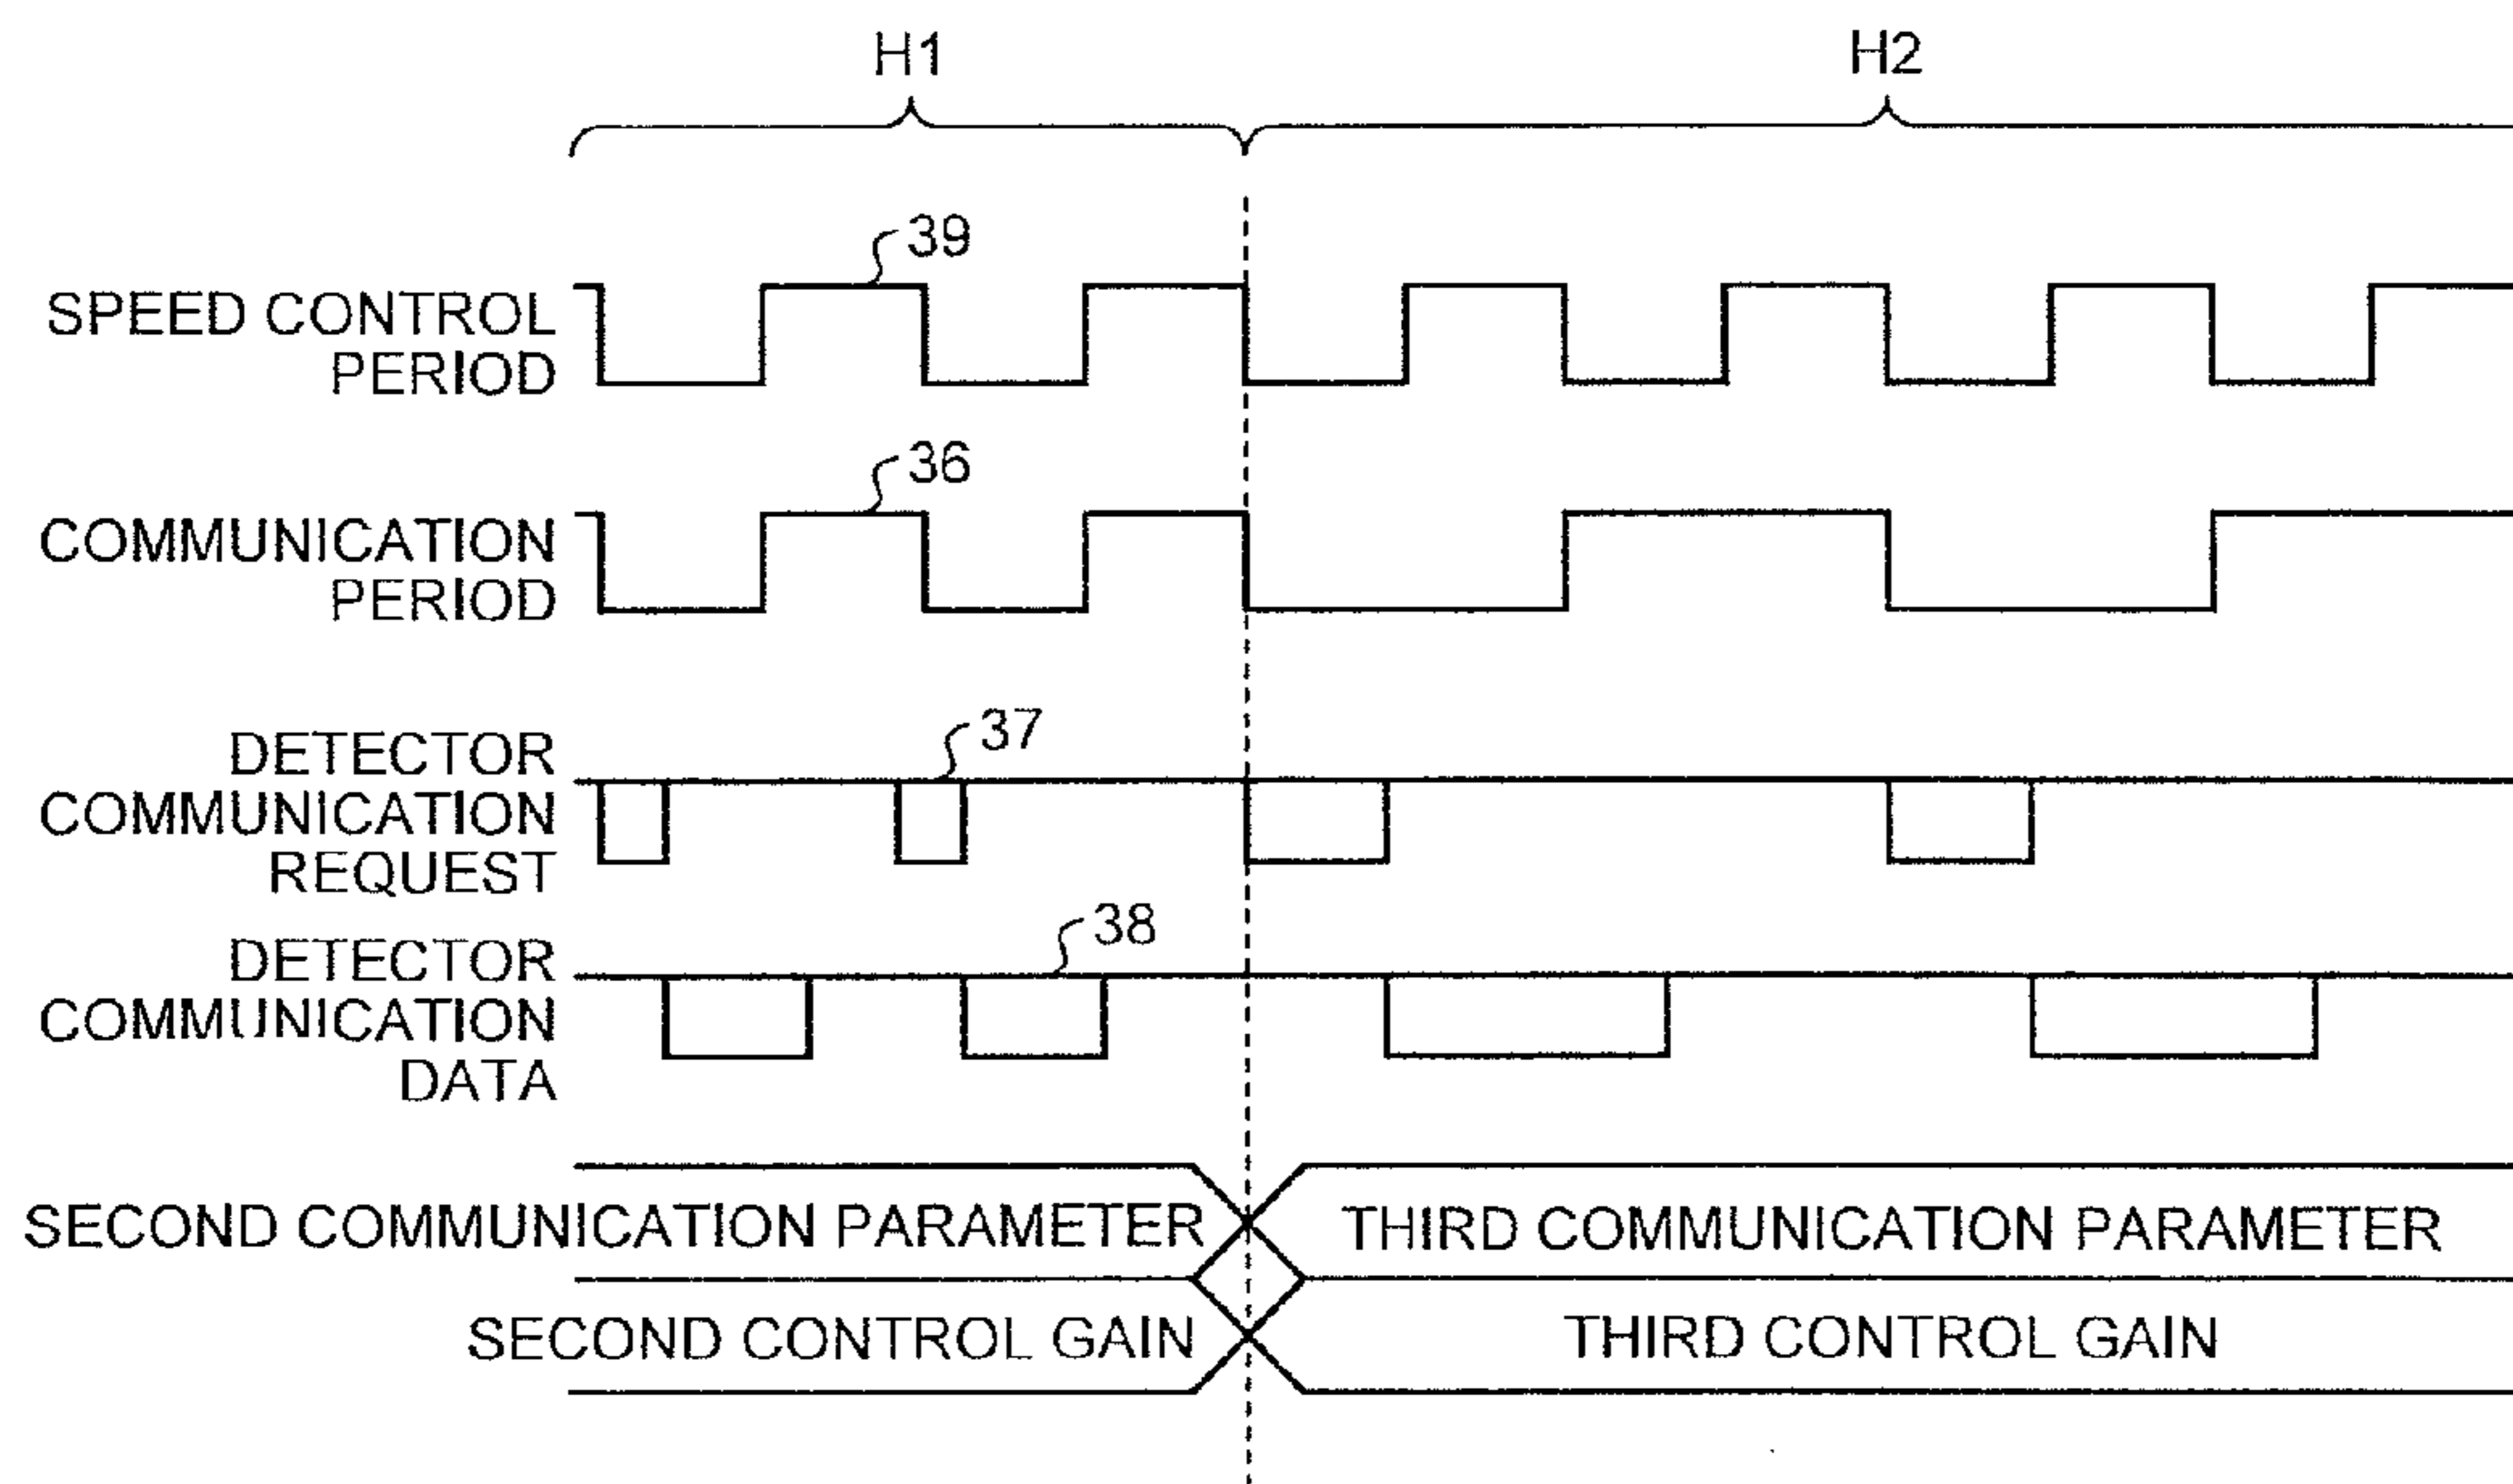 H1
H2
39
SPEED CONTROL
PERIOD
36
COMMUNICATION
PERIOD
37
DETECTOR
COMMUNICATION
REQUEST
38
DETECTOR
COMMUNICATION
DATA
SECOND COMMUNICATION PARAMETER
THIRD COMMUNICATION PARAMETER
SECOND CONTROL GAIN
THIRD CONTROL GAIN